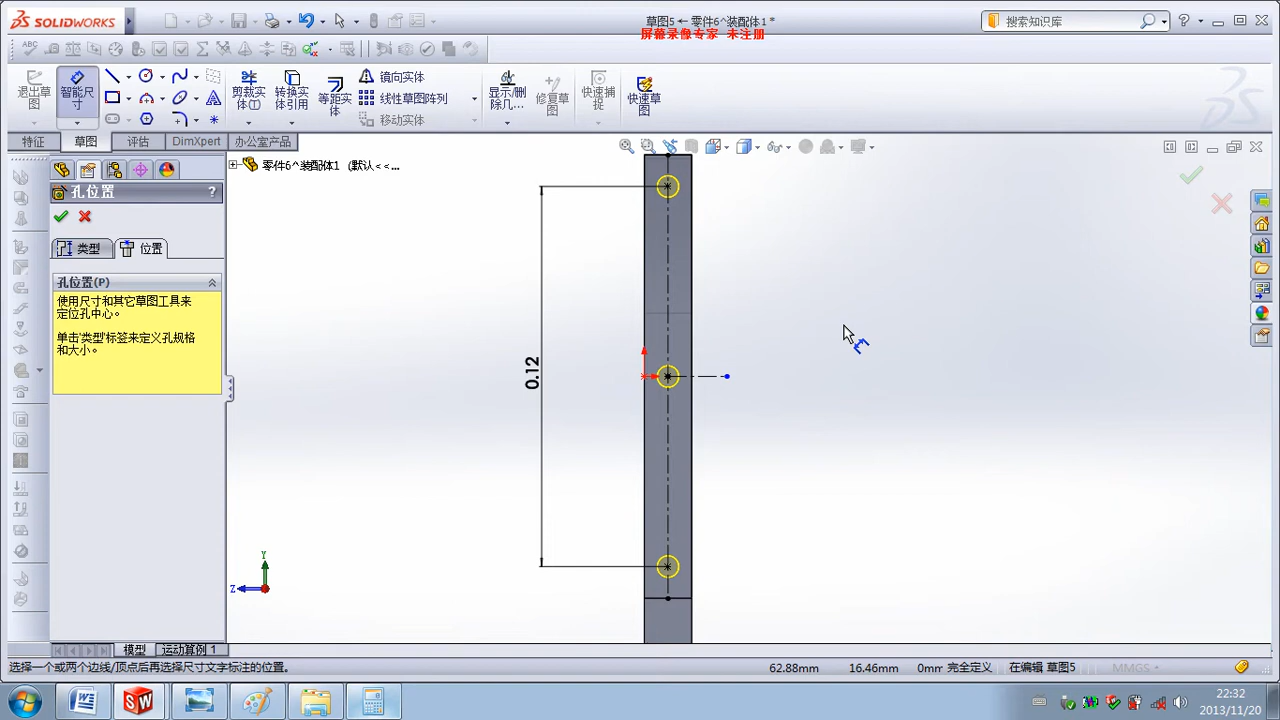 SOLIDWORKS
草图5 ← 零件6^装配体1 *
屏幕录像专家 未注册
搜索知识库
?
ABC
退出草图
智能尺寸
剪裁实体(T)
转换实体引用
等距实体
镜向实体
线性草图阵列
移动实体
显示/删除几...
修复草图
快速捕捉
快速草图
特征
草图
评估
DimXpert
办公室产品
零件6^装配体1 (默认<<...
孔位置
?
类型
位置
孔位置(P)
使用尺寸和其它草图工具来
定位孔中心。
单击'类型'标签来定义孔规格
和大小。
0.12
Y
Z
模型
运动算例 1
选择一个或两个边线/顶点后再选择尺寸文字标注的位置。
62.88mm
16.46mm
0mm
完全定义
在编辑 草图5
MMGS
22:32
2013/11/20